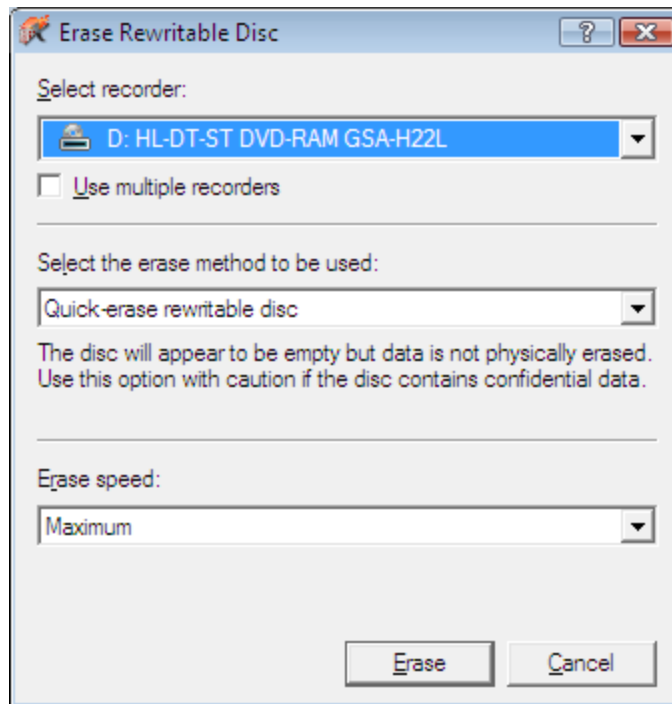 Erase Rewritable Disc
Select recorder:
D: HL-DT-ST DVD-RAM GSA-H22L
Use multiple recorders
Select the erase method to be used:
Quick-erase rewritable disc
The disc will appear to be empty but data is not physically erased.
Use this option with caution if the disc contains confidential data.
Erase speed:
Maximum
Erase
Cancel